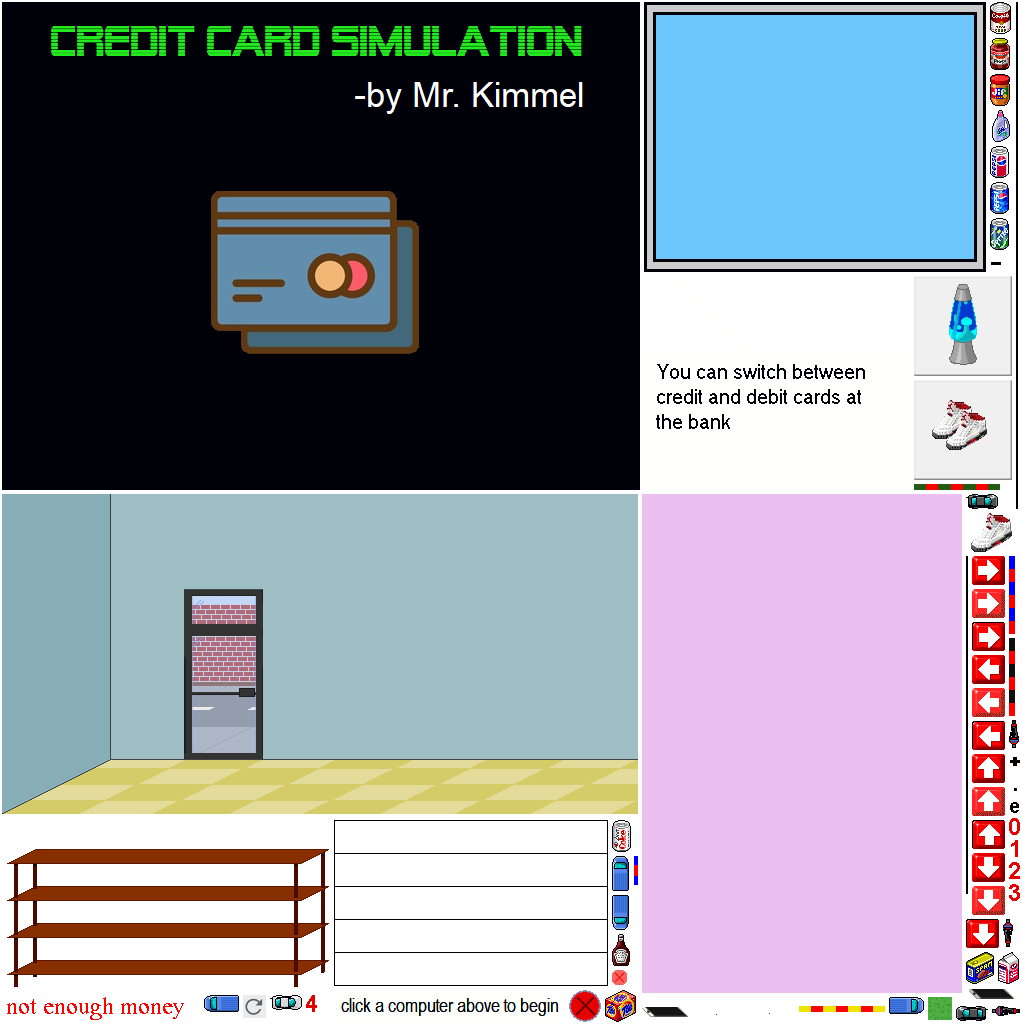 CREDIT CARD SIMULATION
-by Mr. Kimmel
You can switch between
credit and debit cards at
the bank
+
.
e
0
1
2
3
not enough money
4
click a computer above to begin